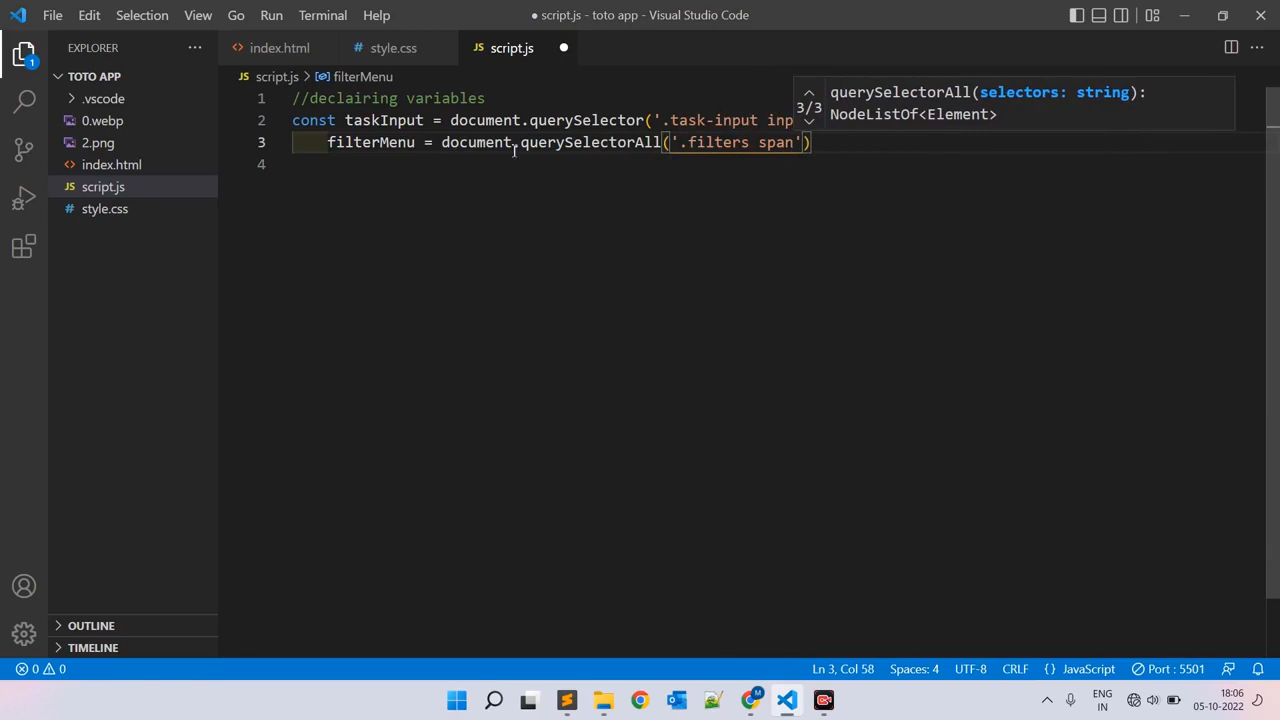 File Edit Selection View Go Run Terminal Help
● script.js - toto app - Visual Studio Code
EXPLORER
TOTO APP
.vscode
0.webp
2.png
index.html
JS script.js
# style.css
OUTLINE
TIMELINE
1
index.html
# style.css
JS script.js
JS script.js > filterMenu
1 //declairing variables
2 const taskInput = document.querySelector('.task-input inp
3 filterMenu = document.querySelectorAll('.filters span')
4
3/3
querySelectorAll(selectors: string):
NodeListOf<Element>
0 0
Ln 3, Col 58 Spaces: 4 UTF-8 CRLF {} JavaScript Port : 5501
M
ENG
IN
18:06
05-10-2022